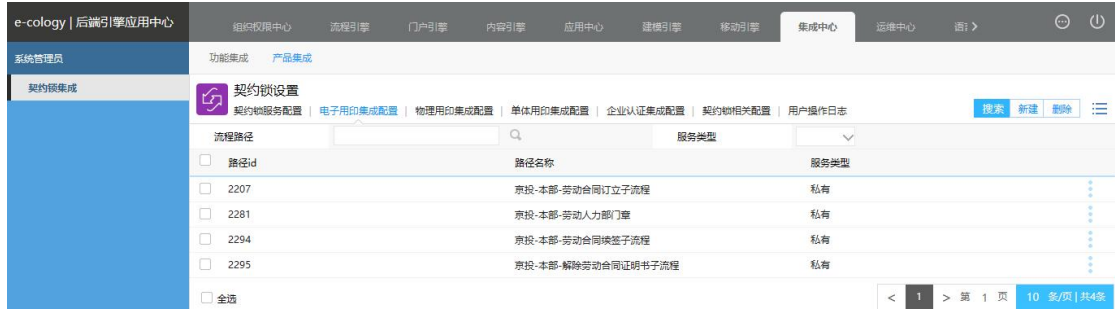 e-cology | 后端引擎应用中心 组织权限中心 流程引擎 门户引擎 内容引擎 应用中心 建模引擎 移动引擎 集成中心 运维中心
系统管理员 功能集成 产品集成
契约锁集成
契约锁设置
契约锁服务配置 | 电子用印集成配置 | 物理用印集成配置 | 单体用印集成配置 | 企业认证集成配置 | 契约锁相关配置 | 用户操作日志 搜索 新建 删除
流程路径 服务类型
路径id 路径名称 服务类型
2207 京投-本部-劳动合同订立子流程 私有
2281 京投-本部-劳动人力部门章 私有
2294 京投-本部-劳动合同续签子流程 私有
2295 京投-本部-解除劳动合同证明书子流程 私有
全选 < 1 > 第 1 页 10 条/页 | 共4条